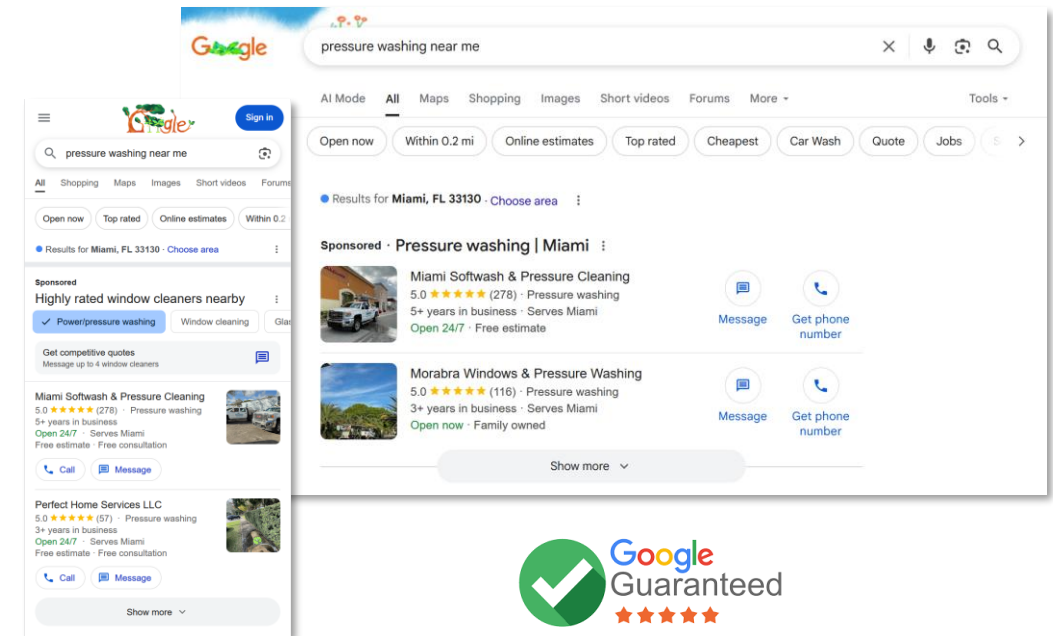 Google
pressure washing near me
AI Mode All Maps Shopping Images Short videos Forums More Tools
Open now Within 0.2 mi Online estimates Top rated Cheapest Car Wash Quote Jobs S
Results for Miami, FL 33130 · Choose area
Sponsored · Pressure washing | Miami
Miami Softwash & Pressure Cleaning
5.0 ★★★★★ (278) · Pressure washing
5+ years in business · Serves Miami
Open 24/7 · Free estimate
Message
Get phone
number
Morabra Windows & Pressure Washing
5.0 ★★★★★ (116) · Pressure washing
3+ years in business · Serves Miami
Open now · Family owned
Message
Get phone
number
Show more
Google
Sign in
pressure washing near me
All Shopping Maps Images Short videos Forums
Open now Top rated Online estimates Within 0.2
Results for Miami, FL 33130 · Choose area
Sponsored
Highly rated window cleaners nearby
Power/pressure washing Window cleaning Glas
Get competitive quotes
Message up to 4 window cleaners
Miami Softwash & Pressure Cleaning
5.0 ★★★★★ (278) · Pressure washing
5+ years in business
Open 24/7 · Serves Miami
Free estimate · Free consultation
Call Message
Perfect Home Services LLC
5.0 ★★★★★ (57) · Pressure washing
3+ years in business
Open 24/7 · Serves Miami
Free estimate · Free consultation
Call Message
Show more
Google
Guaranteed
★★★★★